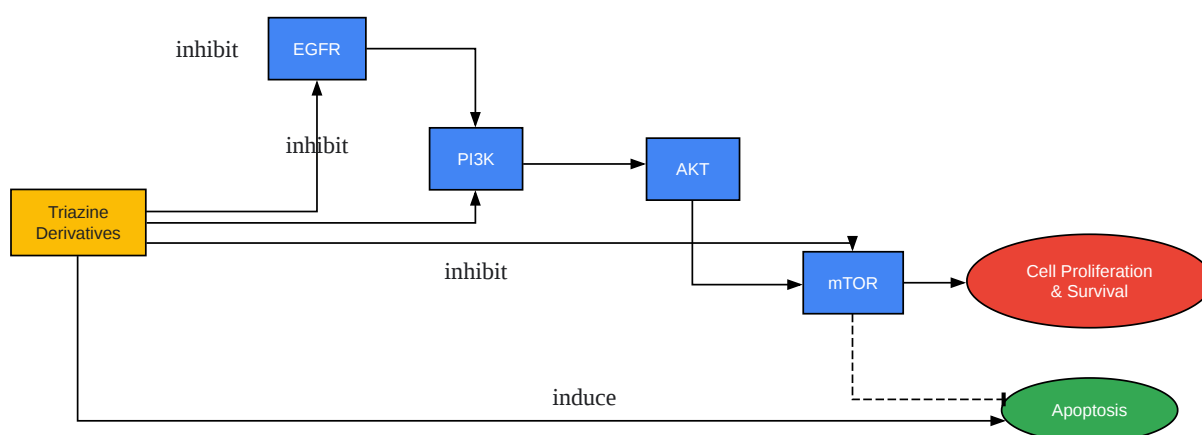 inhibit
EGFR
inhibit
PI3K
AKT
Triazine
Derivatives
inhibit
mTOR
Cell Proliferation
& Survival
induce
Apoptosis